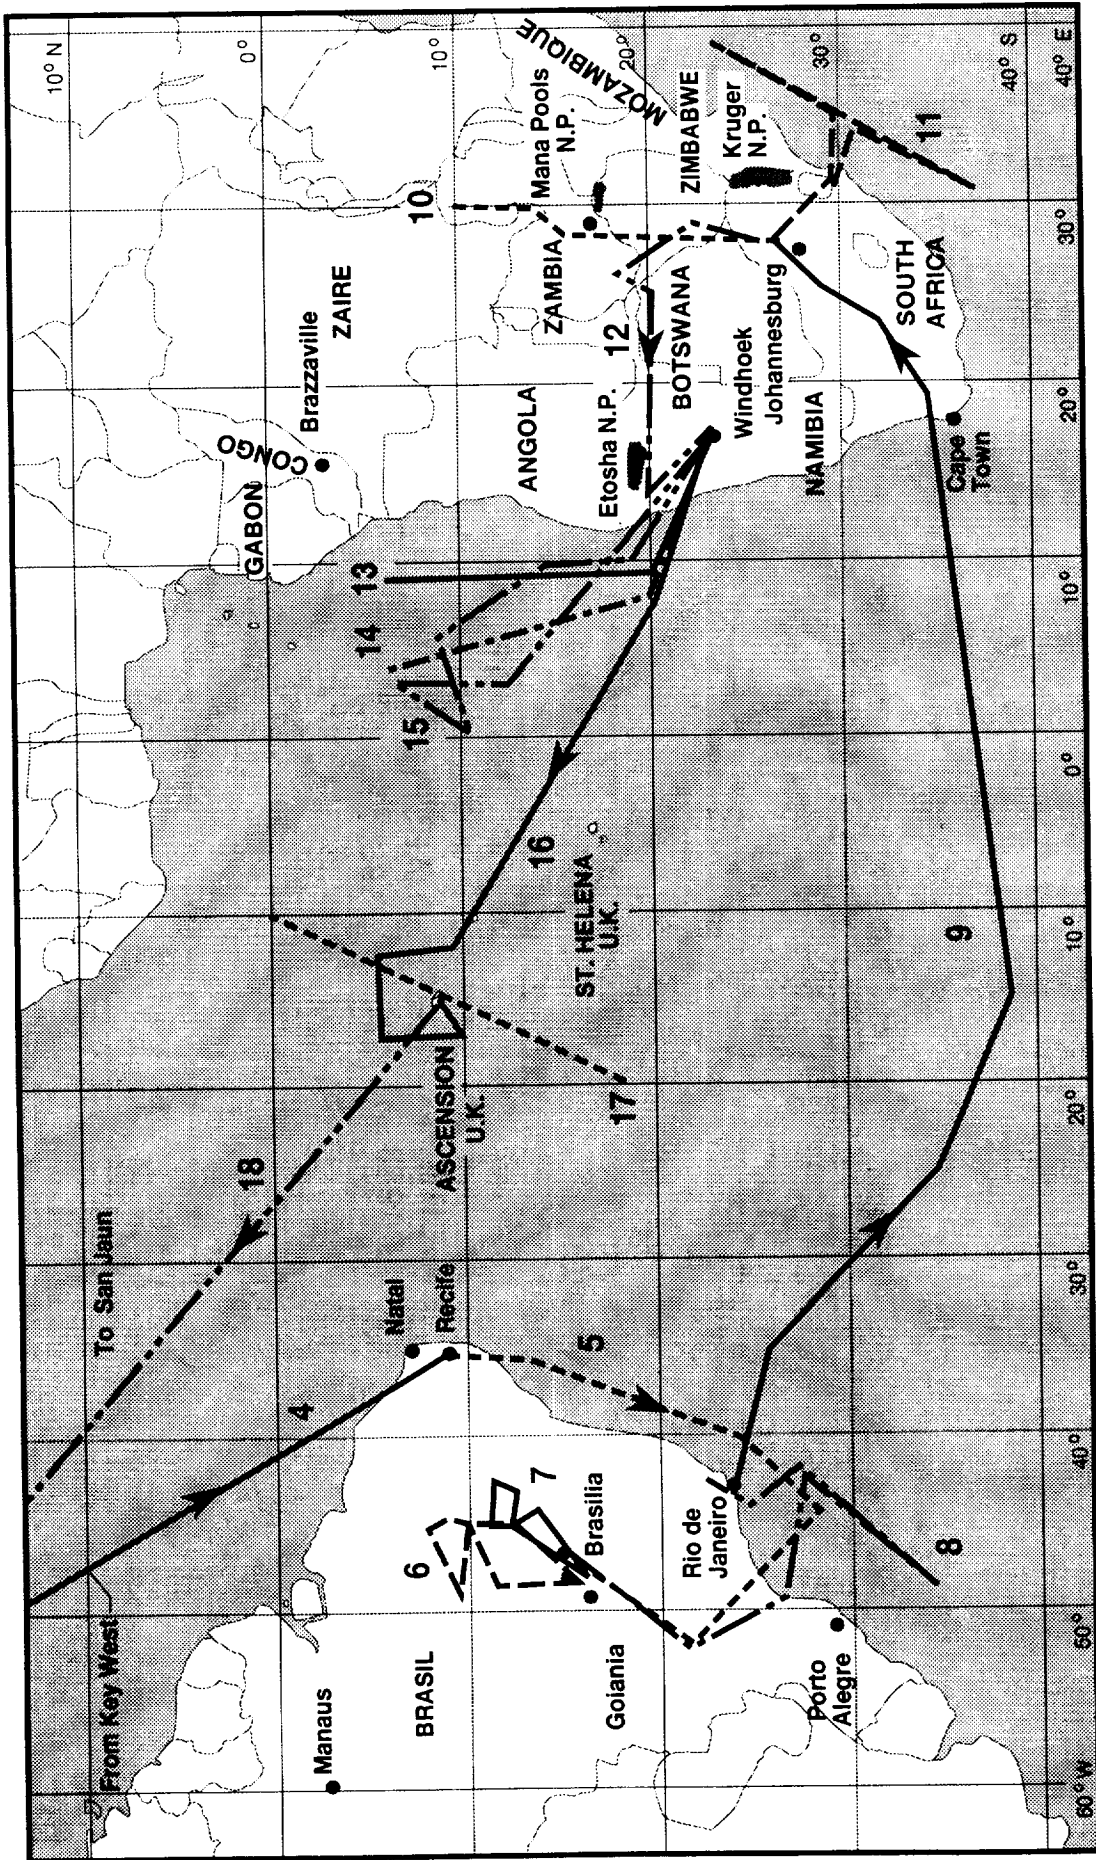 10° N
0°
10°
20°
30°
40° S
40° E
30°
20°
10°
0°
10°
20°
30°
40°
50°
60°W
From Key West
To San Jaun
4
18
Manaus
BRASIL
Goiania
Porto
Alegre
6
7
Brasilia
Rio de
Janeiro
8
Natal
Recife
5
ASCENSION
U.K.
17
16
ST. HELENA
U.K.
9
15
14
13
GABON
CONGO
Brazzaville
ZAIRE
ANGOLA
Etosha N.P.
12
10
ZAMBIA
Mana Pools
N.P.
MOZAMBIQUE
ZIMBABWE
Kruger
N.P.
BOTSWANA
Windhoek
Johannesburg
NAMIBIA
SOUTH
AFRICA
Cape
Town
11